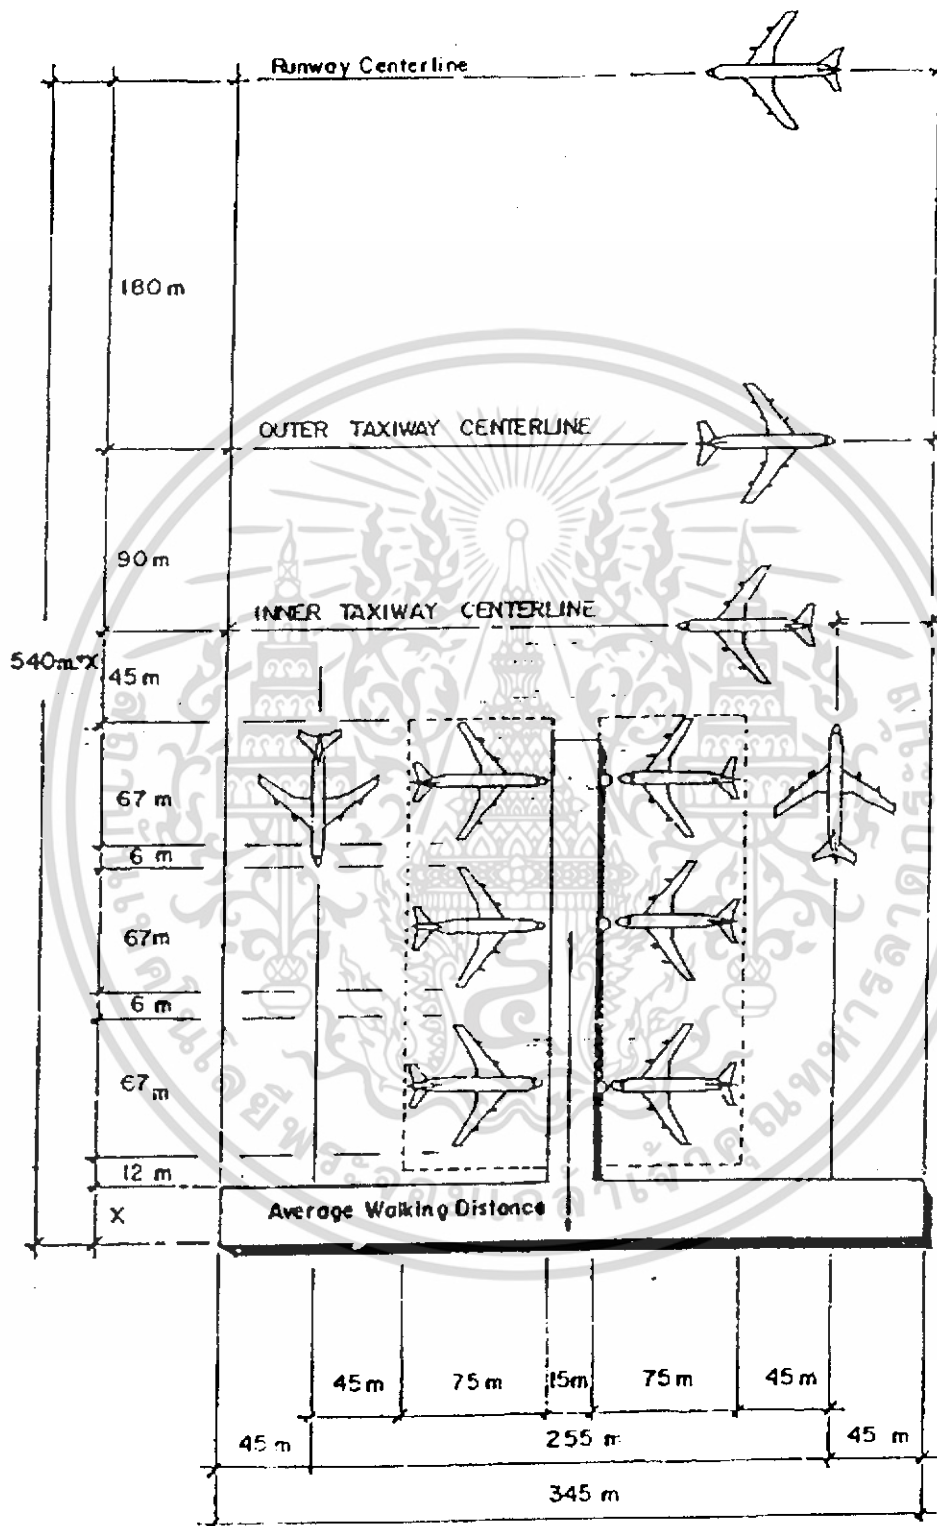 Runway Centerline
180 m
OUTER TAXIWAY CENTERLINE
90 m
INNER TAXIWAY CENTERLINE
540m+X
45 m
67 m
6 m
67m
6 m
67m
12 m
X
Average Walking Distance
45 m
75 m
15m
75 m
45 m
45 m
255 m
45 m
345 m